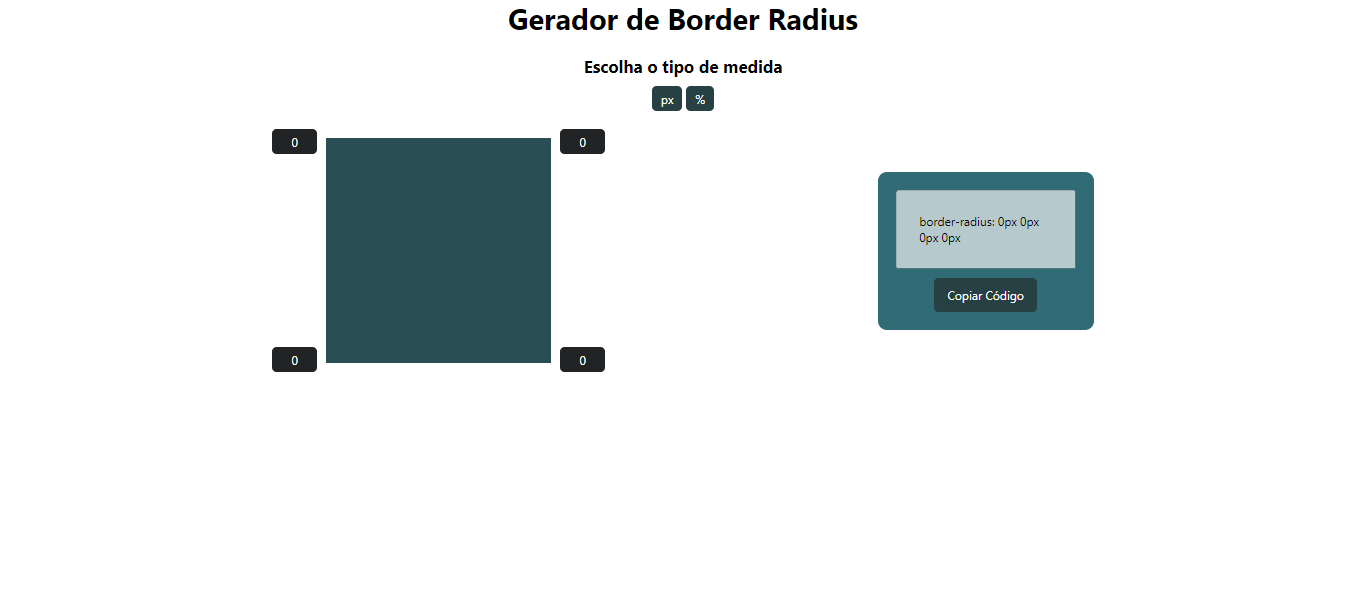 Gerador de Border Radius
Escolha o tipo de medida
px %
0 0
border-radius: 0px 0px
0px 0px
Copiar Código
0 0